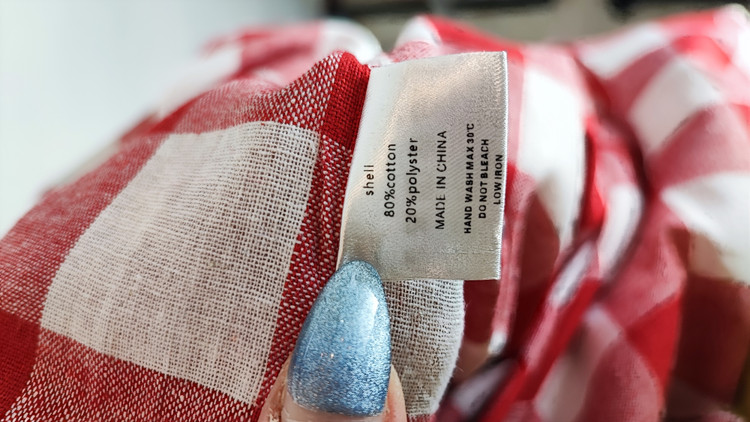 shell
80%cotton
20%polyster
MADE IN CHINA
HAND WASH MAX 30℃
DO NOT BLEACH
LOW IRON